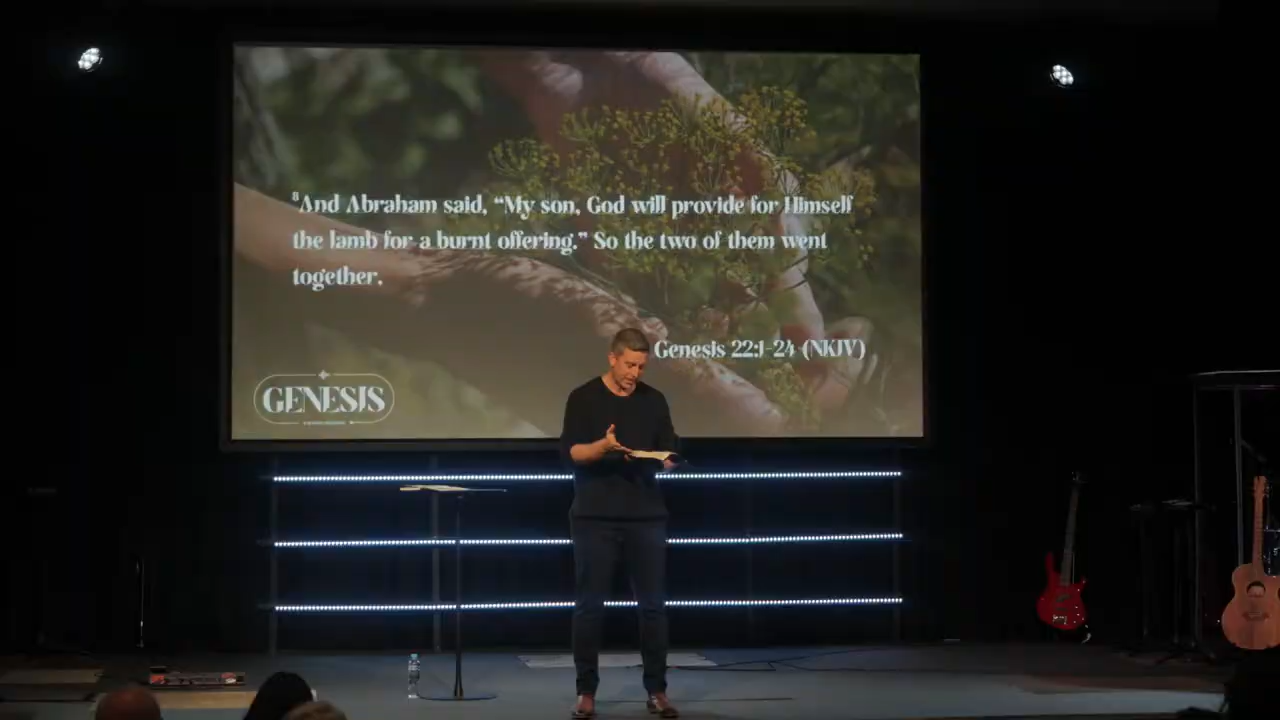 ⁸And Abraham said, “My son, God will provide for Himself
the lamb for a burnt offering.” So the two of them went
together.
Genesis 22:1-24 (NKJV)
GENESIS